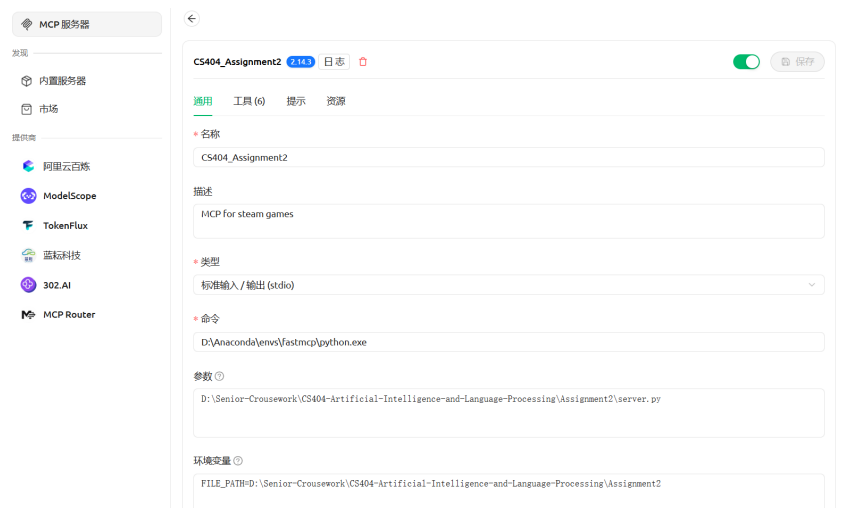 MCP 服务器
发现
内置服务器
市场
提供商
阿里云百炼
ModelScope
TokenFlux
蓝耘科技
302.AI
MCP Router
CS404_Assignment2 2.14.3 日志
保存
通用 工具 (6) 提示 资源
* 名称
CS404_Assignment2
描述
MCP for steam games
* 类型
标准输入 / 输出 (stdio)
* 命令
D:\Anaconda\envs\fastmcp\python.exe
参数
D:\Senior-Crousework\CS404-Artificial-Intelligence-and-Language-Processing\Assignment2\server.py
环境变量
FILE_PATH=D:\Senior-Crousework\CS404-Artificial-Intelligence-and-Language-Processing\Assignment2